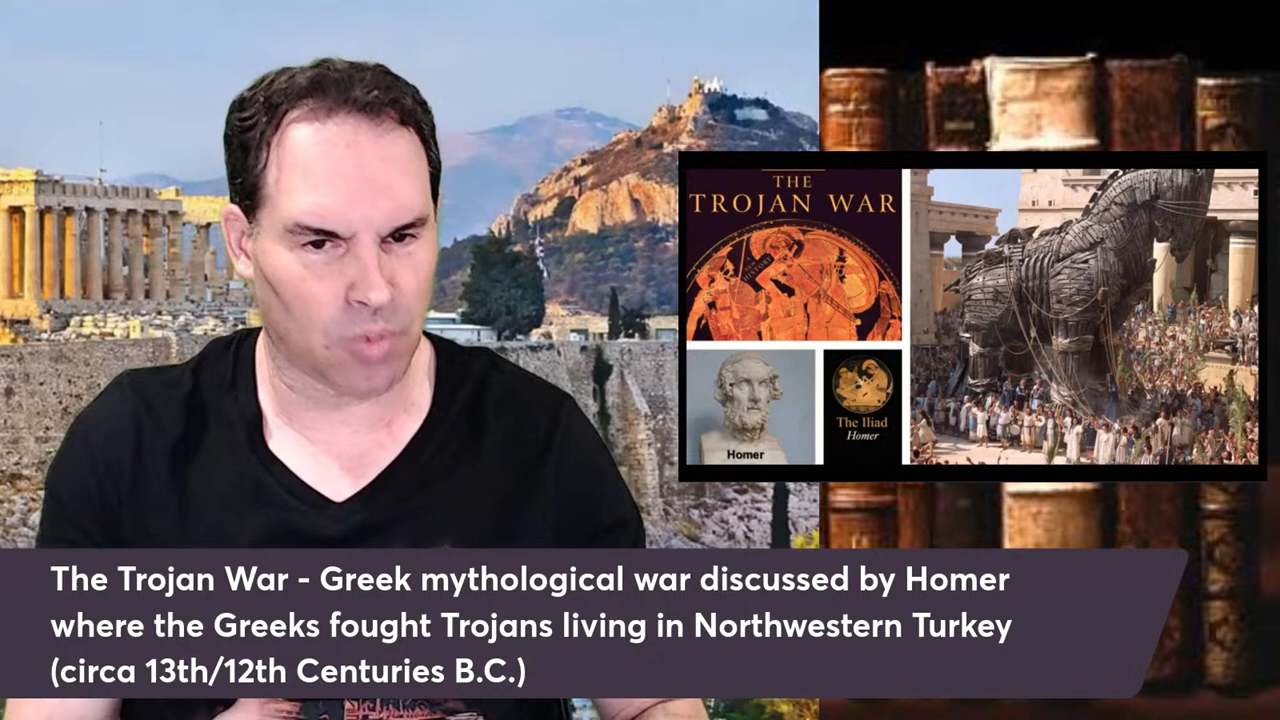 THE
TROJAN WAR
HISTORY
Homer
The Iliad
Homer
The Trojan War - Greek mythological war discussed by Homer
where the Greeks fought Trojans living in Northwestern Turkey
(circa 13th/12th Centuries B.C.)